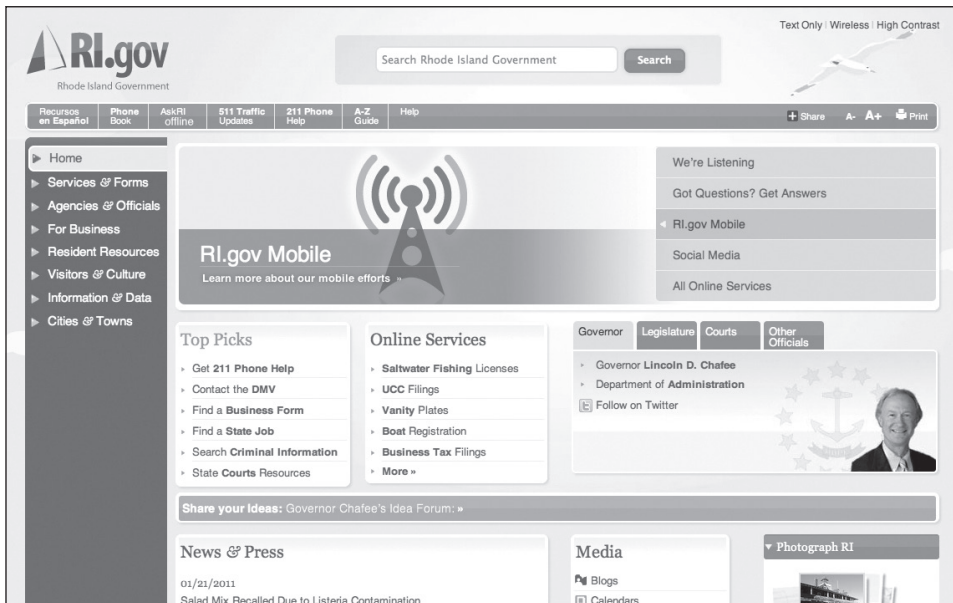 Text Only | Wireless | High Contrast
RI.gov
Rhode Island Government
Search Rhode Island Government
Search
Recursos en Español
Phone Book
AskRI offline
511 Traffic Updates
211 Phone Help
A-Z Guide
Help
Share
A-
A+
Print
Home
Services & Forms
Agencies & Officials
For Business
Resident Resources
Visitors & Culture
Information & Data
Cities & Towns
RI.gov Mobile
Learn more about our mobile efforts »
We're Listening
Got Questions? Get Answers
RI.gov Mobile
Social Media
All Online Services
Top Picks
Get 211 Phone Help
Contact the DMV
Find a Business Form
Find a State Job
Search Criminal Information
State Courts Resources
Online Services
Saltwater Fishing Licenses
UCC Filings
Vanity Plates
Boat Registration
Business Tax Filings
More »
Governor
Legislature
Courts
Other Officials
Governor Lincoln D. Chafee
Department of Administration
Follow on Twitter
Share your Ideas: Governor Chafee's Idea Forum: »
News & Press
01/21/2011
Salad Mix Recalled Due to Listeria Contamination
Media
Blogs
Calendars
Photograph RI